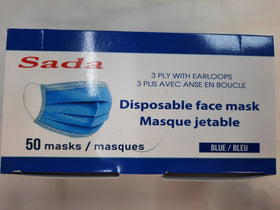 Sada
3 PLY WITH EARLOOPS
3 PLIS AVEC ANSE EN BOUCLE
Disposable face mask
Masque jetable
50 masks / masques
BLUE / BLEU